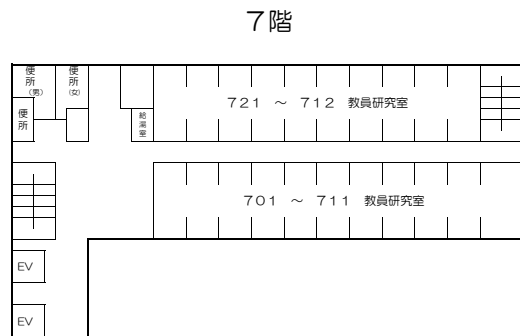 7階
便所
（男）
便所
（女）
便所
給湯室
721 ～ 712 教員研究室
701 ～ 711 教員研究室
EV
EV